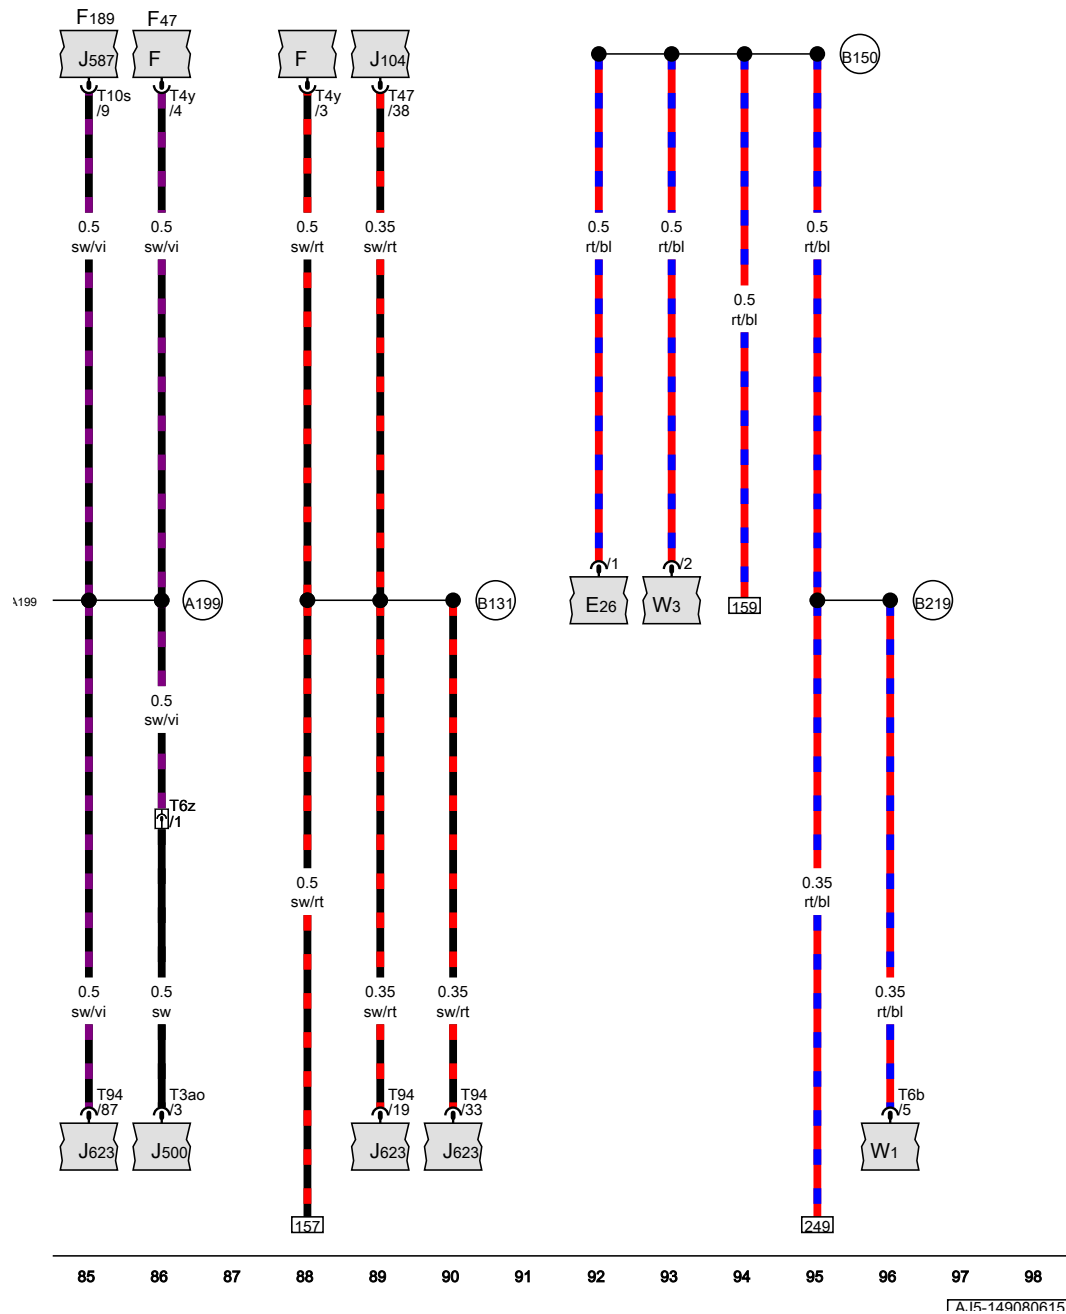 F189 F47
J587 F F J104 B150
T10s T4y T4y T47
/9 /4 /3 /38
0.5 0.5 0.5 0.35 0.5 0.5 0.5
sw/vi sw/vi sw/rt sw/rt rt/bl rt/bl rt/bl
0.5
rt/bl
/1 /2
A199 A199 B131 E26 W3 159 B219
0.5
sw/vi
T6z
/1
0.5 0.35
sw/rt rt/bl
0.5 0.5 0.35 0.35 0.35
sw/vi sw sw/rt sw/rt rt/bl
T94 T3ao T94 T94 T6b
/87 /3 /19 /33 /5
J623 J500 J623 J623 W1
157 249
85 86 87 88 89 90 91 92 93 94 95 96 97 98
AJ5-149080615